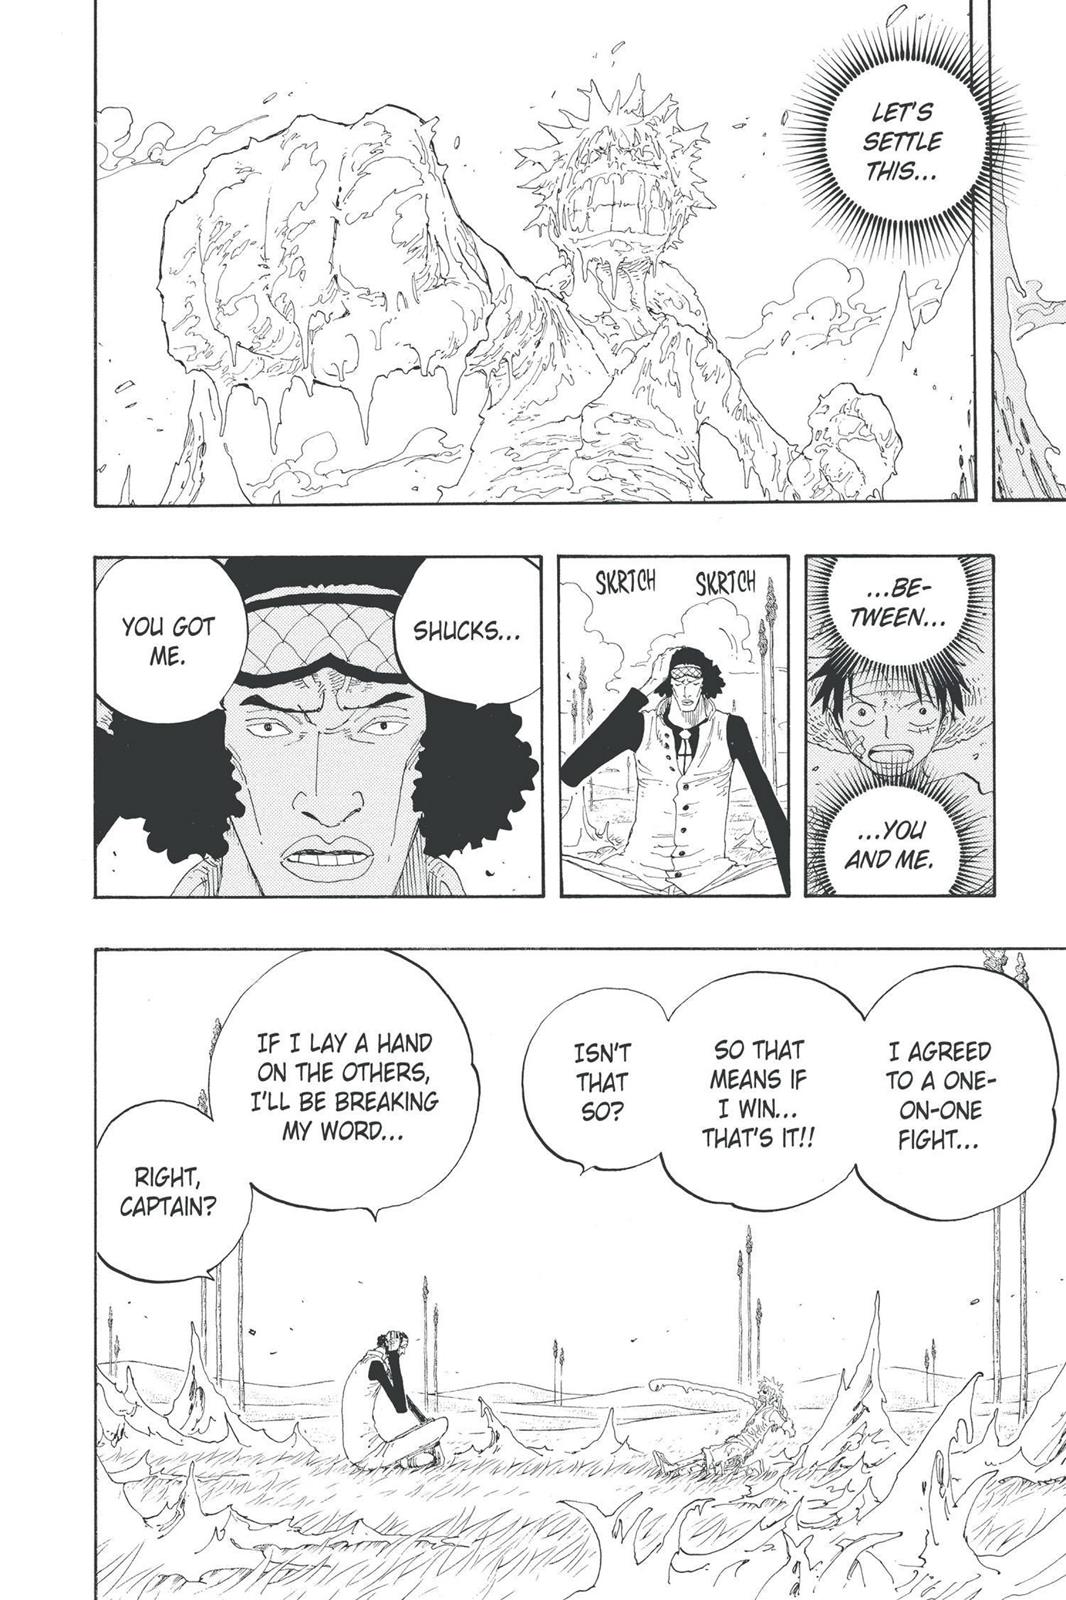 LET'S
SETTLE
THIS...
...BE-
TWEEN...
...YOU
AND ME.
SKRTCH
SKRTCH
SHUCKS...
YOU GOT
ME.
I AGREED
TO A ONE-
ON-ONE
FIGHT...
SO THAT
MEANS IF
I WIN...
THAT'S IT!!
ISN'T
THAT
SO?
IF I LAY A HAND
ON THE OTHERS,
I'LL BE BREAKING
MY WORD...
RIGHT,
CAPTAIN?